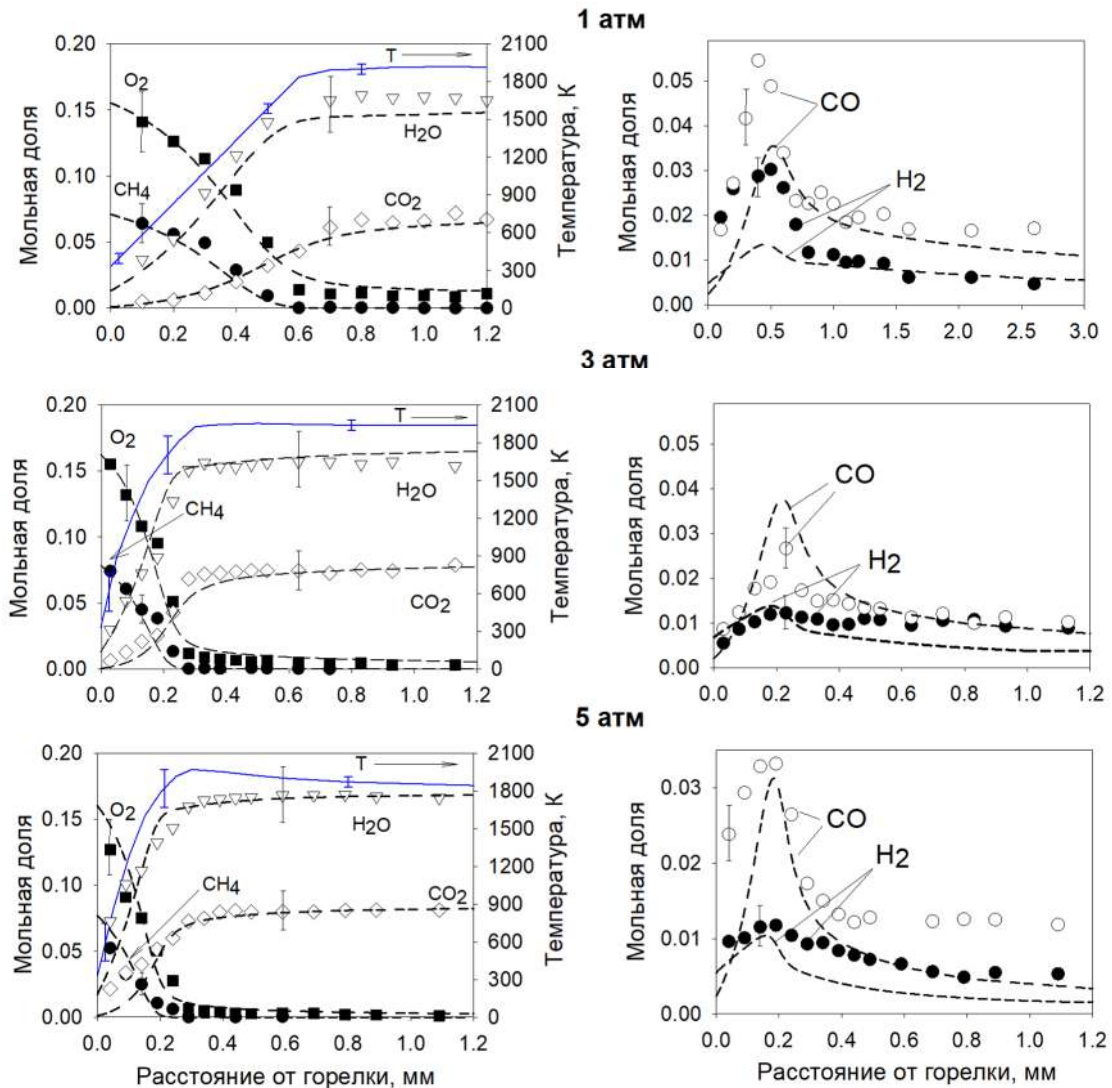 1 атм
0.20
0.15
0.10
0.05
0.00
Мольная доля
0.0 0.2 0.4 0.6 0.8 1.0 1.2
2100
1800
1500
1200
900
600
300
0
Температура, К
O2
CH4
T
H2O
CO2
0.05
0.04
0.03
0.02
0.01
0.00
Мольная доля
0.0 0.5 1.0 1.5 2.0 2.5 3.0
CO
H2
3 атм
0.20
0.15
0.10
0.05
0.00
Мольная доля
0.0 0.2 0.4 0.6 0.8 1.0 1.2
2100
1800
1500
1200
900
600
300
0
Температура, К
O2
CH4
T
H2O
CO2
0.05
0.04
0.03
0.02
0.01
0.00
Мольная доля
0.0 0.2 0.4 0.6 0.8 1.0 1.2
CO
H2
5 атм
0.20
0.15
0.10
0.05
0.00
Мольная доля
0.0 0.2 0.4 0.6 0.8 1.0 1.2
Расстояние от горелки, мм
2100
1800
1500
1200
900
600
300
0
Температура, К
O2
CH4
T
H2O
CO2
0.03
0.02
0.01
0.00
Мольная доля
0.0 0.2 0.4 0.6 0.8 1.0 1.2
Расстояние от горелки, мм
CO
H2